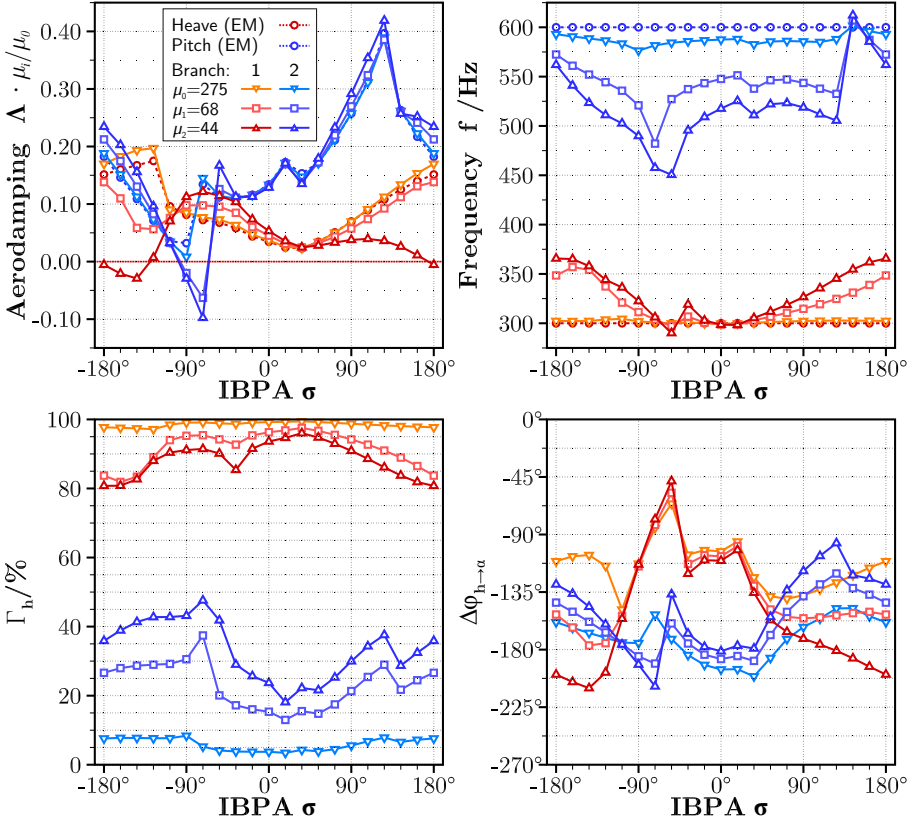 Aerodamping Λ · μᵢ/μ₀
0.40
0.30
0.20
0.10
0.00
-0.10
Heave (EM)
Pitch (EM)
Branch: 1 2
μ₀=275
μ₁=68
μ₂=44
-180° -90° 0° 90° 180°
IBPA σ
Frequency f /Hz
600
550
500
450
350
300
-180° -90° 0° 90° 180°
IBPA σ
Γₕ/%
100
80
60
40
20
0
-180° -90° 0° 90° 180°
IBPA σ
Δφₕ→α
0°
-45°
-90°
-135°
-180°
-225°
-270°
-180° -90° 0° 90° 180°
IBPA σ